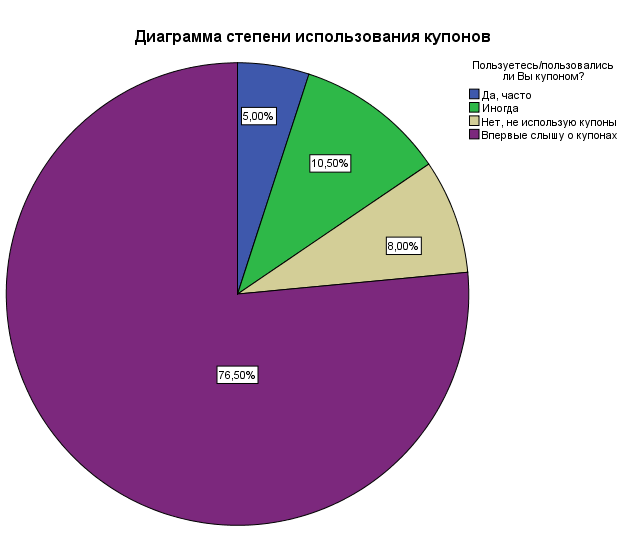 Диаграмма степени использования купонов
Пользуетесь/пользовались
ли Вы купоном?
Да, часто
Иногда
Нет, не использую купоны
Впервые слышу о купонах
5,00%
10,50%
8,00%
76,50%